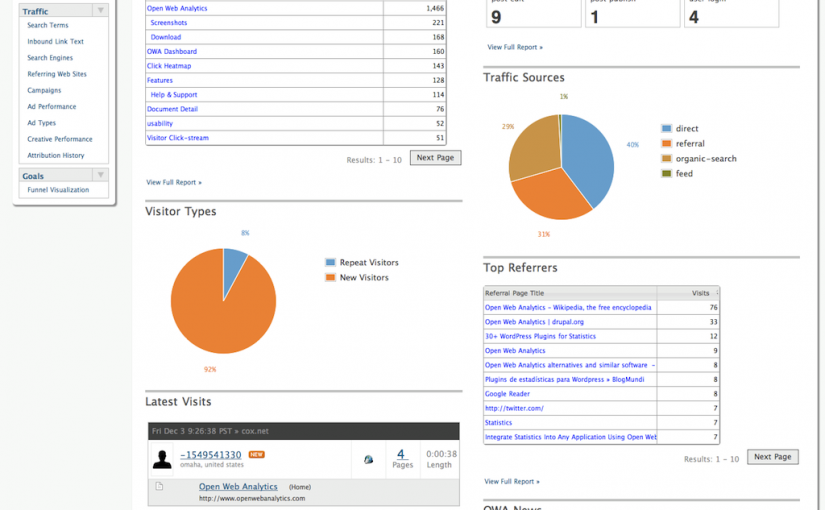 Traffic
Search Terms
Inbound Link Text
Search Engines
Referring Web Sites
Campaigns
Ad Performance
Ad Types
Creative Performance
Attribution History
Goals
Funnel Visualization
Open Web Analytics 1,466
Screenshots 221
Download 168
OWA Dashboard 160
Click Heatmap 143
Features 128
Help & Support 114
Document Detail 76
usability 52
Visitor Click-stream 51
Results: 1 - 10 Next Page
View Full Report »
Visitor Types
8%
Repeat Visitors
New Visitors
92%
Latest Visits
Fri Dec 3 9:26:38 PST » cox.net
~1549541330 NEW
omaha, united states
4
Pages
0:00:38
Length
Open Web Analytics (Home)
http://www.openwebanalytics.com
9
1
4
View Full Report »
Traffic Sources
1%
29%
40%
31%
direct
referral
organic-search
feed
Top Referrers
Referral Page Title Visits
Open Web Analytics - Wikipedia, the free encyclopedia 76
Open Web Analytics | drupal.org 33
30+ WordPress Plugins for Statistics 12
Open Web Analytics 9
Open Web Analytics alternatives and similar software - 8
Plugins de estadísticas para Wordpress » BlogMundi 8
Google Reader 8
http://twitter.com/ 7
Statistics 7
Integrate Statistics Into Any Application Using Open Web 7
Results: 1 - 10 Next Page
View Full Report »
OWA News